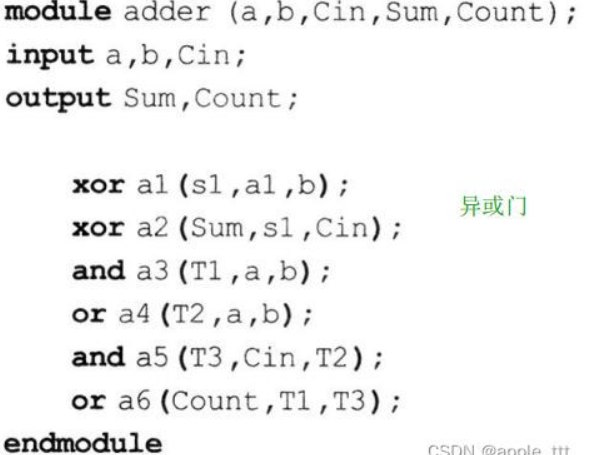 module adder (a,b,Cin,Sum,Count);
input a,b,Cin;
output Sum,Count;
xor a1(s1,a1,b);
异或门
xor a2(Sum,s1,Cin);
and a3(T1,a,b);
or a4(T2,a,b);
and a5(T3,Cin,T2);
or a6(Count,T1,T3);
endmodule
CSDN @apple_ttt